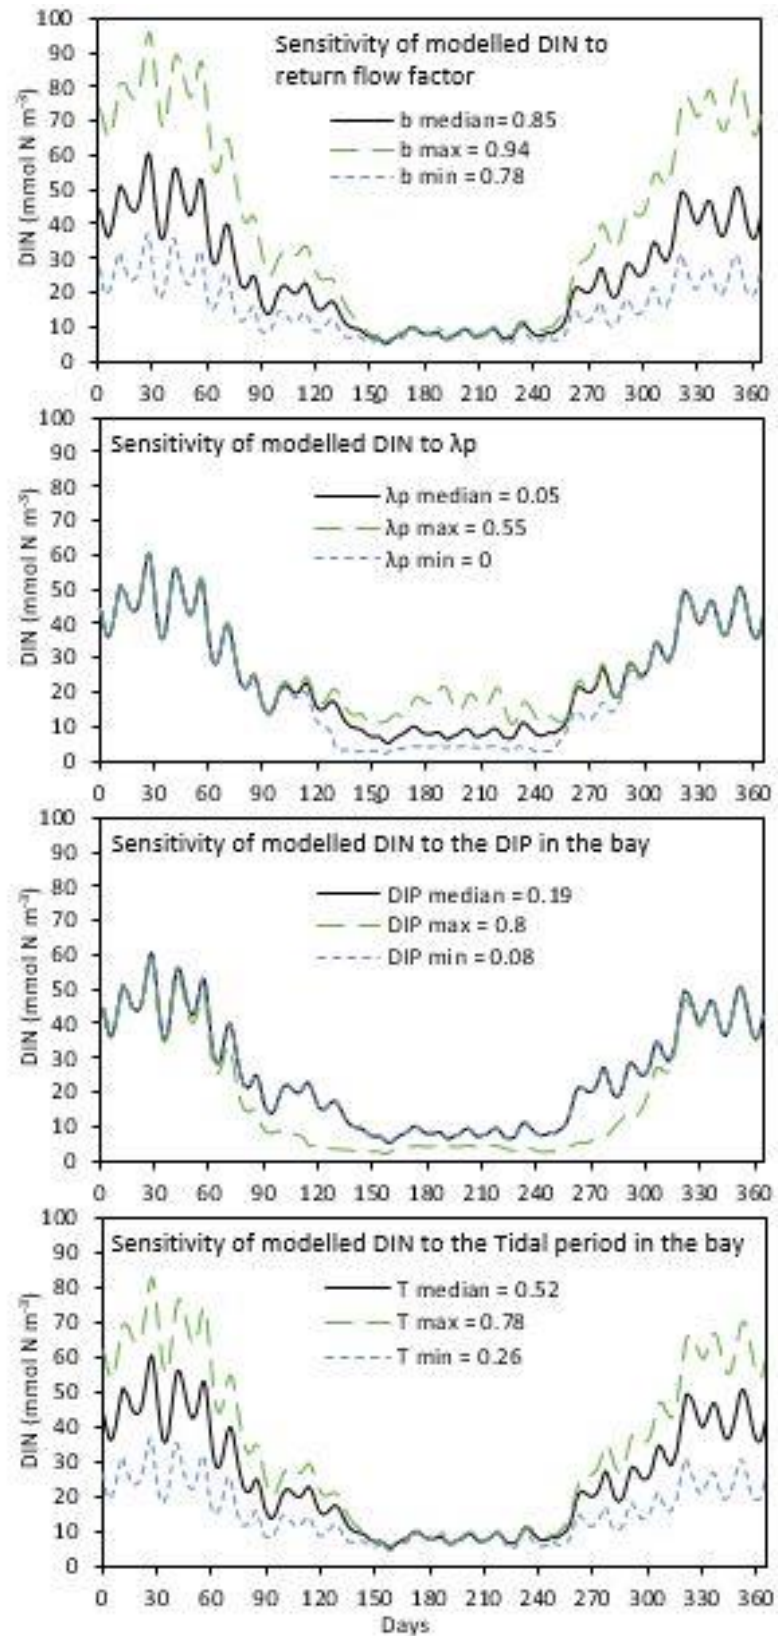 Sensitivity of modelled DIN to
return flow factor
b median= 0.85
b max = 0.94
b min = 0.78
DIN (mmol N m⁻³)
100
90
80
70
60
50
40
30
20
10
0
0 30 60 90 120 150 180 210 240 270 300 330 360
Sensitivity of modelled DIN to λp
λp median = 0.05
λp max = 0.55
λp min = 0
DIN (mmol N m⁻³)
100
90
80
70
60
50
40
30
20
10
0
0 30 60 90 120 150 180 210 240 270 300 330 360
Sensitivity of modelled DIN to the DIP in the bay
DIP median = 0.19
DIP max = 0.8
DIP min = 0.08
DIN (mmol N m⁻³)
100
90
80
70
60
50
40
30
20
10
0
0 30 60 90 120 150 180 210 240 270 300 330 360
Sensitivity of modelled DIN to the Tidal period in the bay
T median = 0.52
T max = 0.78
T min = 0.26
DIN (mmol N m⁻³)
100
90
80
70
60
50
40
30
20
10
0
0 30 60 90 120 150 180 210 240 270 300 330 360
Days